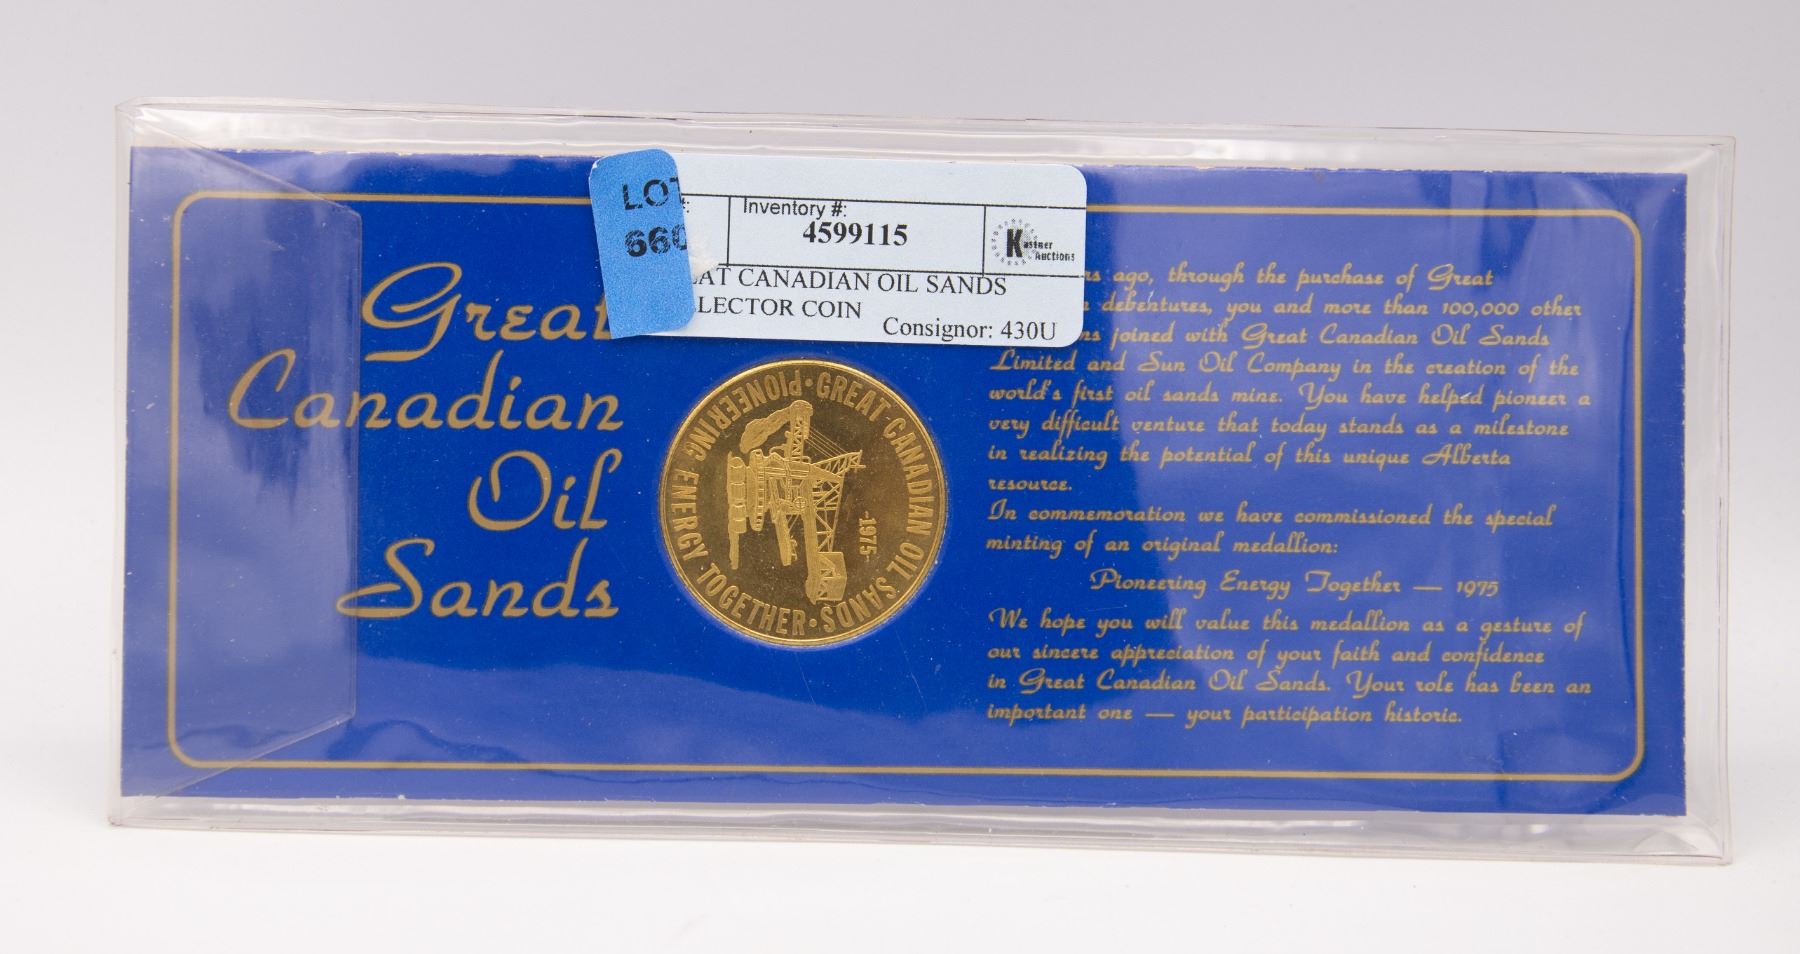 Great
Canadian
Oil
Sands
LOT
660
Inventory #:
4599115
Kastner
Auctions
CANADIAN OIL SANDS
COIN
Consignor: 430U
PIONEERING ENERGY TOGETHER • GREAT CANADIAN OIL SANDS •
-1975-
ago, through the purchase of Great
debentures, you and more than 100,000 other
joined with Great Canadian Oil Sands
Limited and Sun Oil Company in the creation of the
world's first oil sands mine. You have helped pioneer a
very difficult venture that today stands as a milestone
in realizing the potential of this unique Alberta
resource.
In commemoration we have commissioned the special
minting of an original medallion:
Pioneering Energy Together — 1975
We hope you will value this medallion as a gesture of
our sincere appreciation of your faith and confidence
in Great Canadian Oil Sands. Your role has been an
important one — your participation historic.